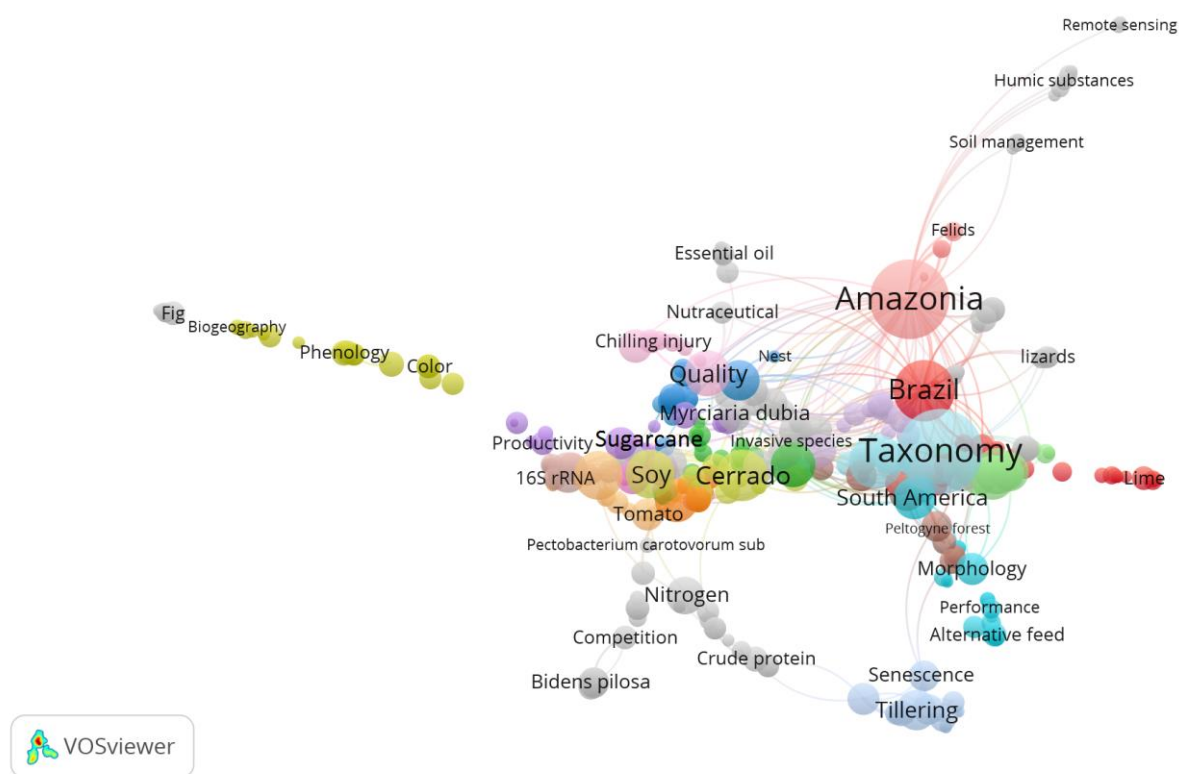 Remote sensing
Humic substances
Soil management
Felids
Essential oil
Amazonia
Fig
Nutraceutical
Biogeography
Chilling injury
Phenology
Nest
lizards
Color
Quality
Brazil
Myrciaria dubia
Productivity
Sugarcane
Invasive species
Taxonomy
16S rRNA
Soy
Cerrado
Lime
South America
Tomato
Peltogyne forest
Pectobacterium carotovorum sub
Morphology
Nitrogen
Performance
Competition
Alternative feed
Crude protein
Senescence
Bidens pilosa
Tillering
VOSviewer